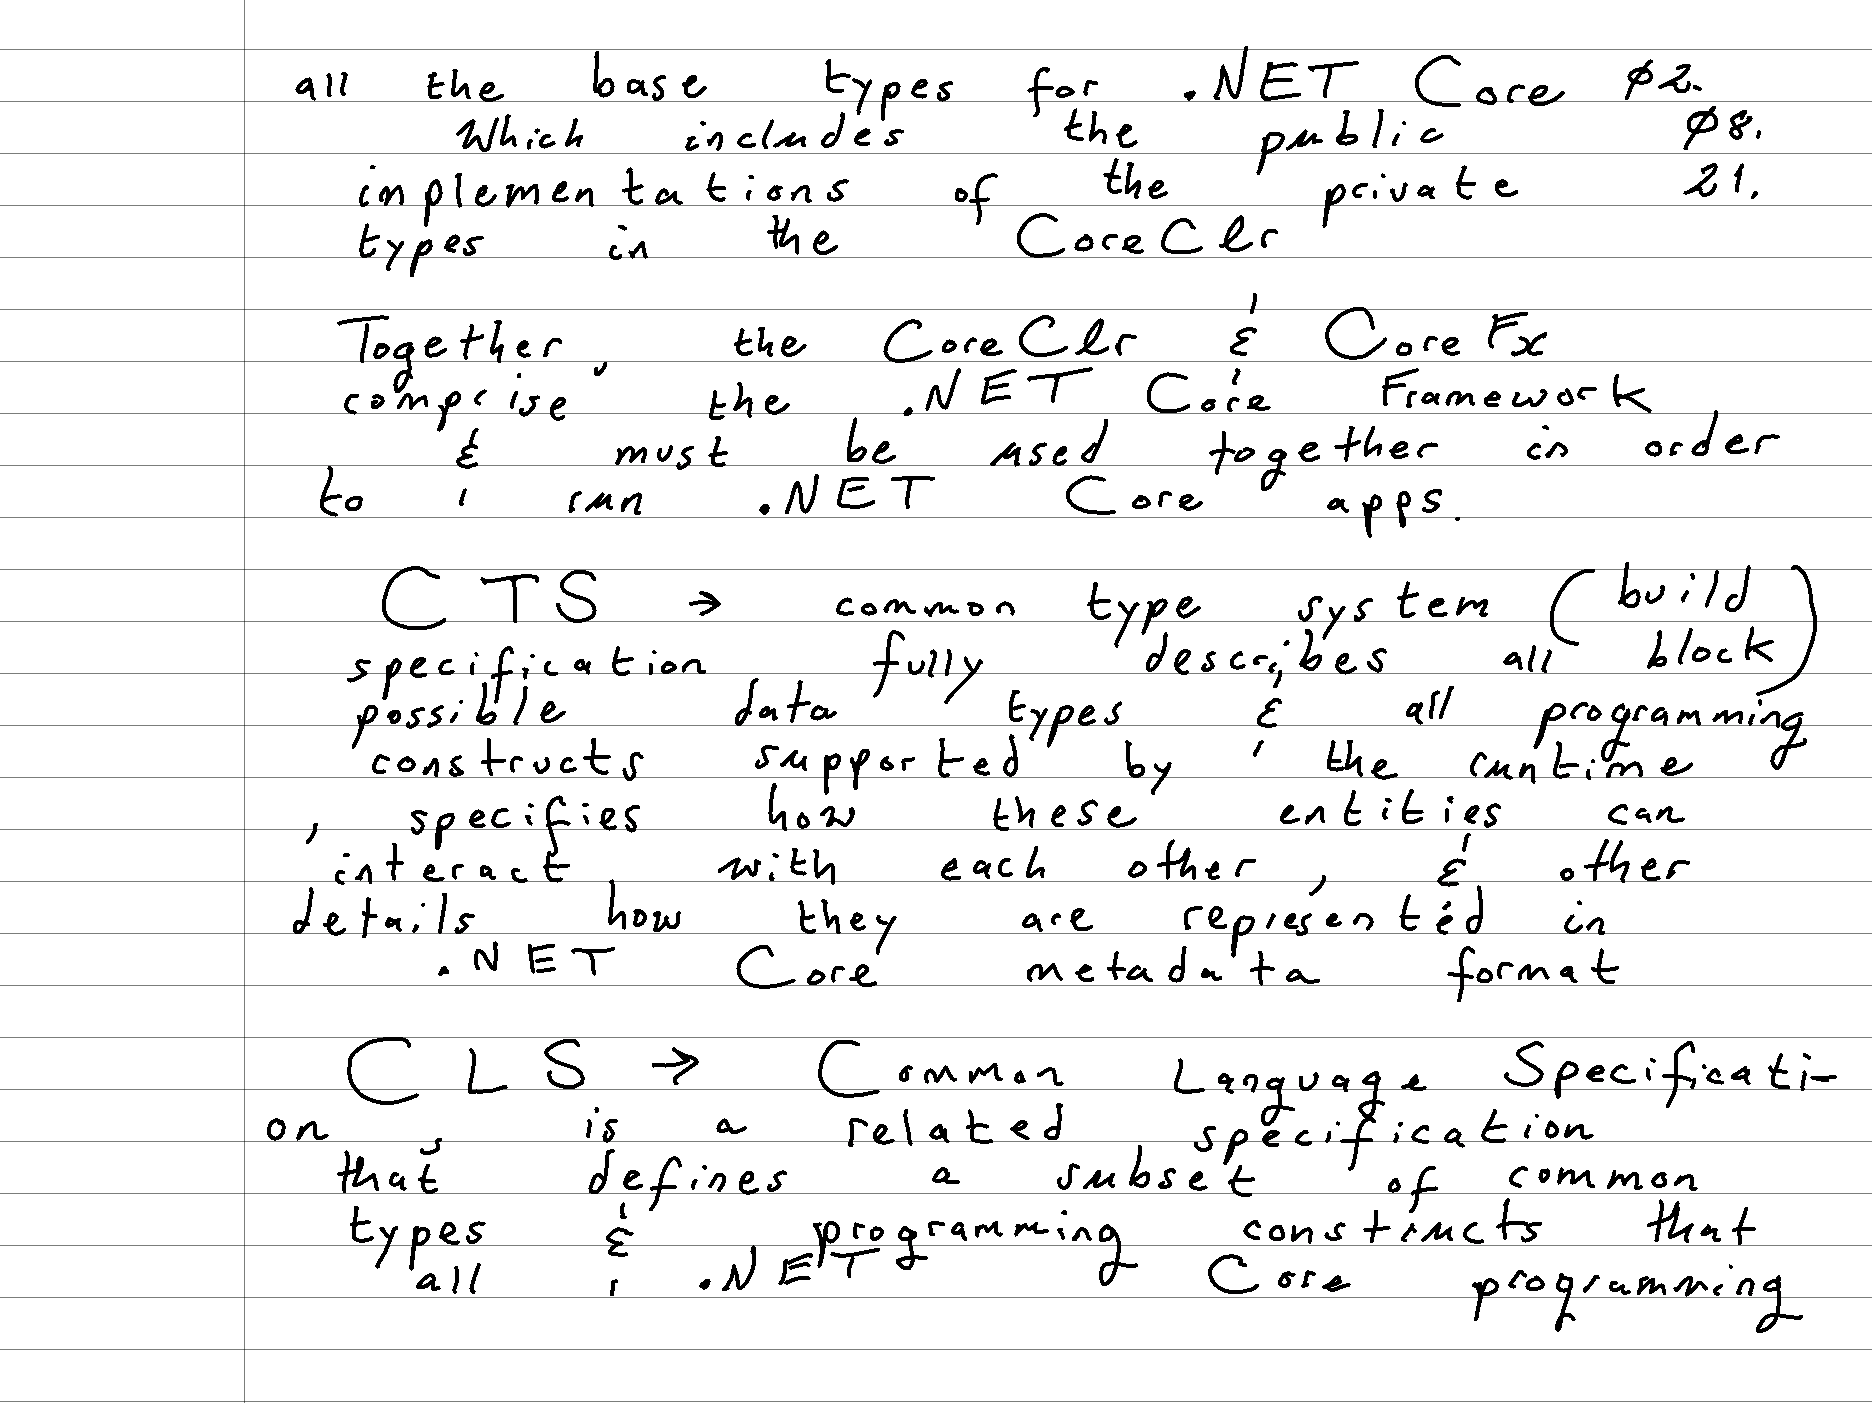 all the base types for .NET Core 02.
Which includes the public 08.
implementations of the private 21.
types in the CoreClr
Together, the CoreClr & CoreFx
comprise the .NET Core Framework
& must be used together in order
to run .NET Core apps.
CTS → common type system (build
specification fully describes all block)
possible data types & all programming
constructs supported by the runtime
, specifies how these entities can
interact with each other, & other
details how they are represented in
.NET Core metadata format
CLS → Common Language Specificati-
on, is a related specification
that defines a subset of common
types & programming constructs that
all .NET Core programming